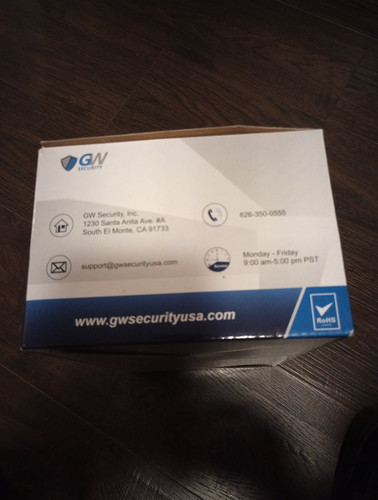 GW
SECURITY
GW Security, Inc.
1230 Santa Anita Ave. #A
South El Monte, CA 91733
626-350-0555
support@gwsecurityusa.com
Monday - Friday
9:00 am-5:00 pm PST
www.gwsecurityusa.com
RoHS